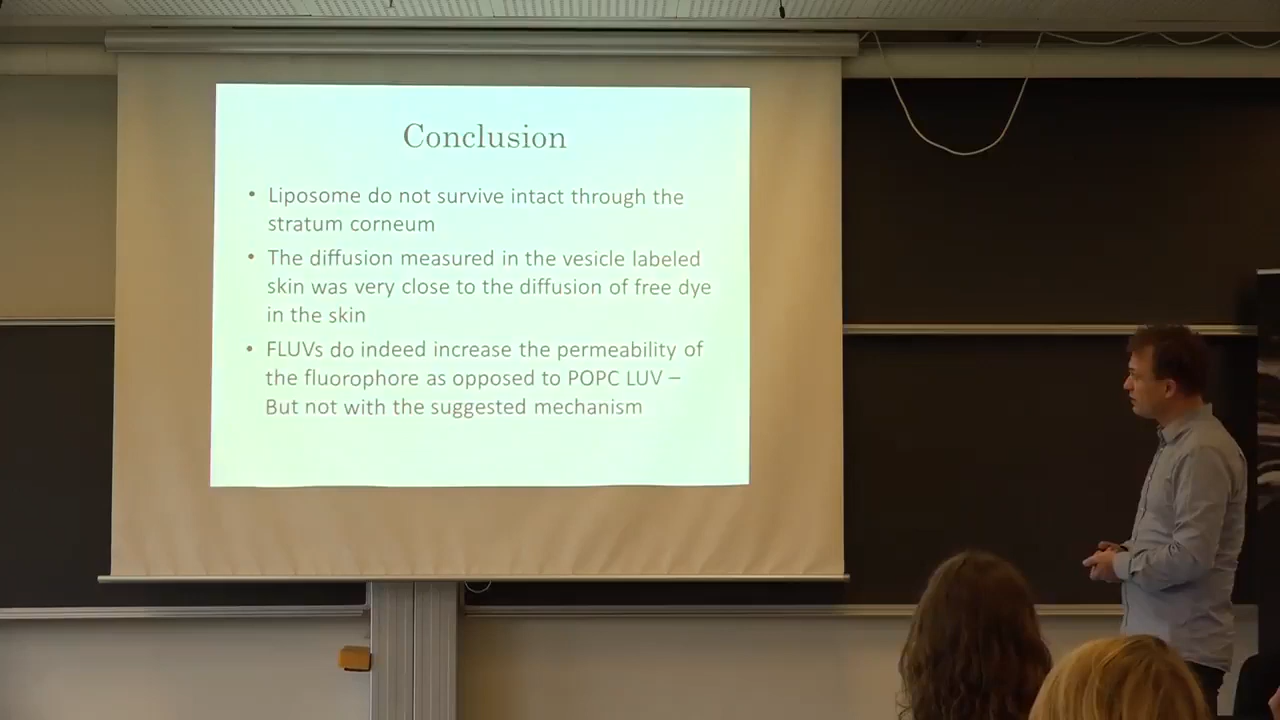 Conclusion
• Liposome do not survive intact through the
stratum corneum
• The diffusion measured in the vesicle labeled
skin was very close to the diffusion of free dye
in the skin
• FLUVs do indeed increase the permeability of
the fluorophore as opposed to POPC LUV –
But not with the suggested mechanism